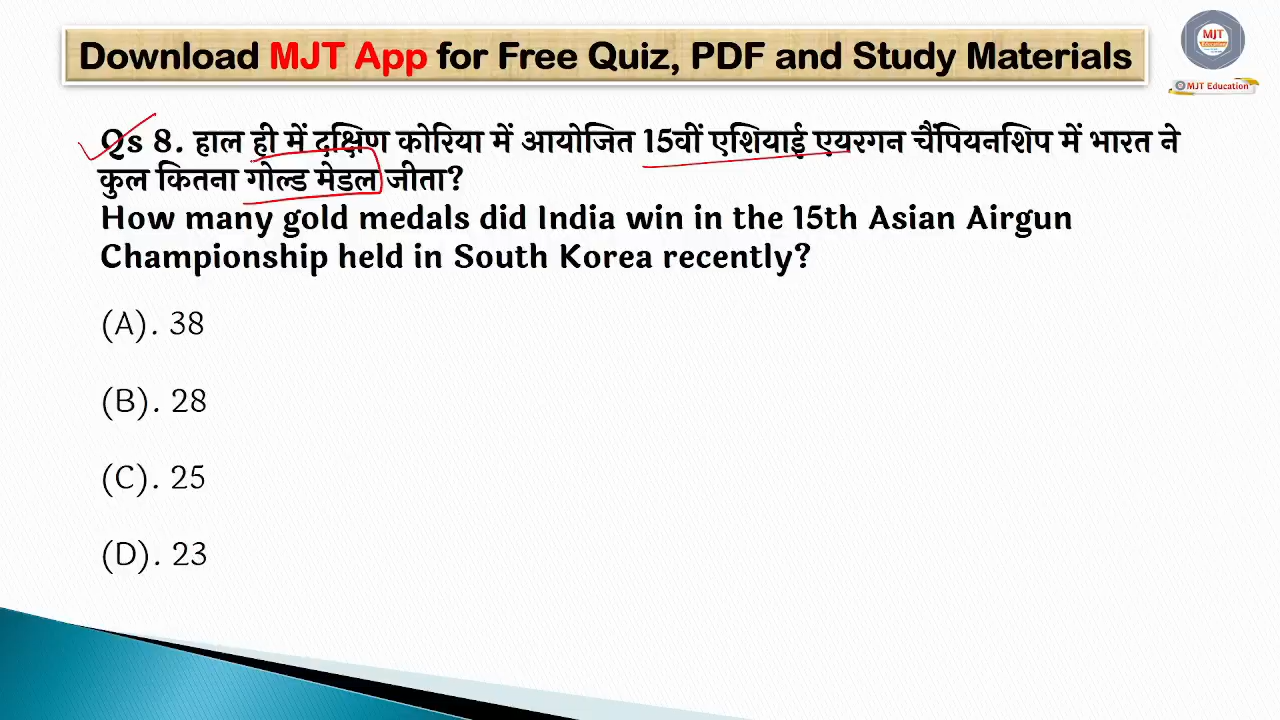 Download MJT App for Free Quiz, PDF and Study Materials
MJT
Education
MJT Education
Qs 8. हाल ही में दक्षिण कोरिया में आयोजित 15वीं एशियाई एयरगन चैंपियनशिप में भारत ने
कुल कितना गोल्ड मेडल जीता?
How many gold medals did India win in the 15th Asian Airgun
Championship held in South Korea recently?
(A). 38
(B). 28
(C). 25
(D). 23